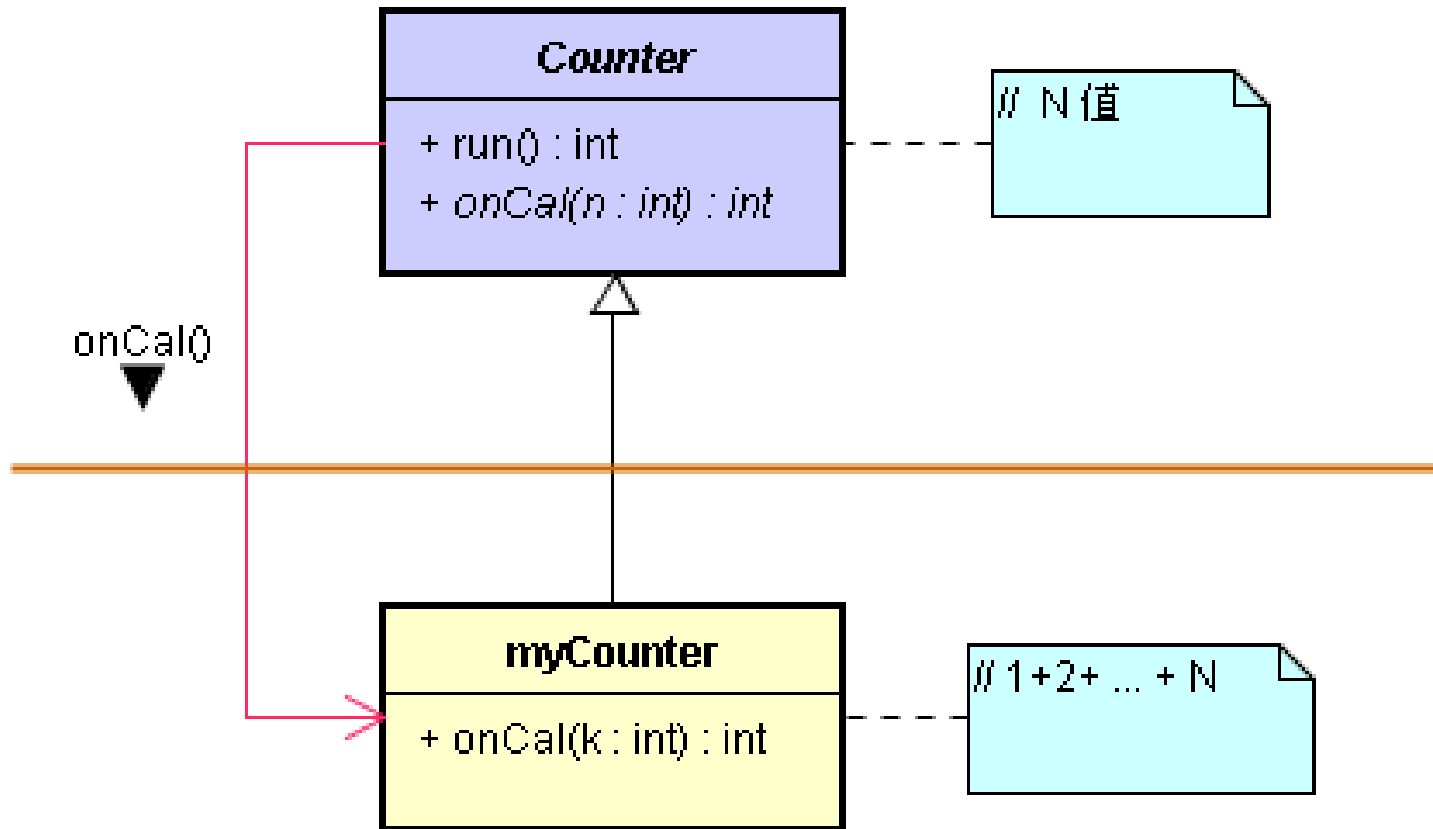 Counter
+ run() : int
+ onCal(n : int) : int
// N 值
onCal()
myCounter
+ onCal(k : int) : int
// 1+2+ ... + N